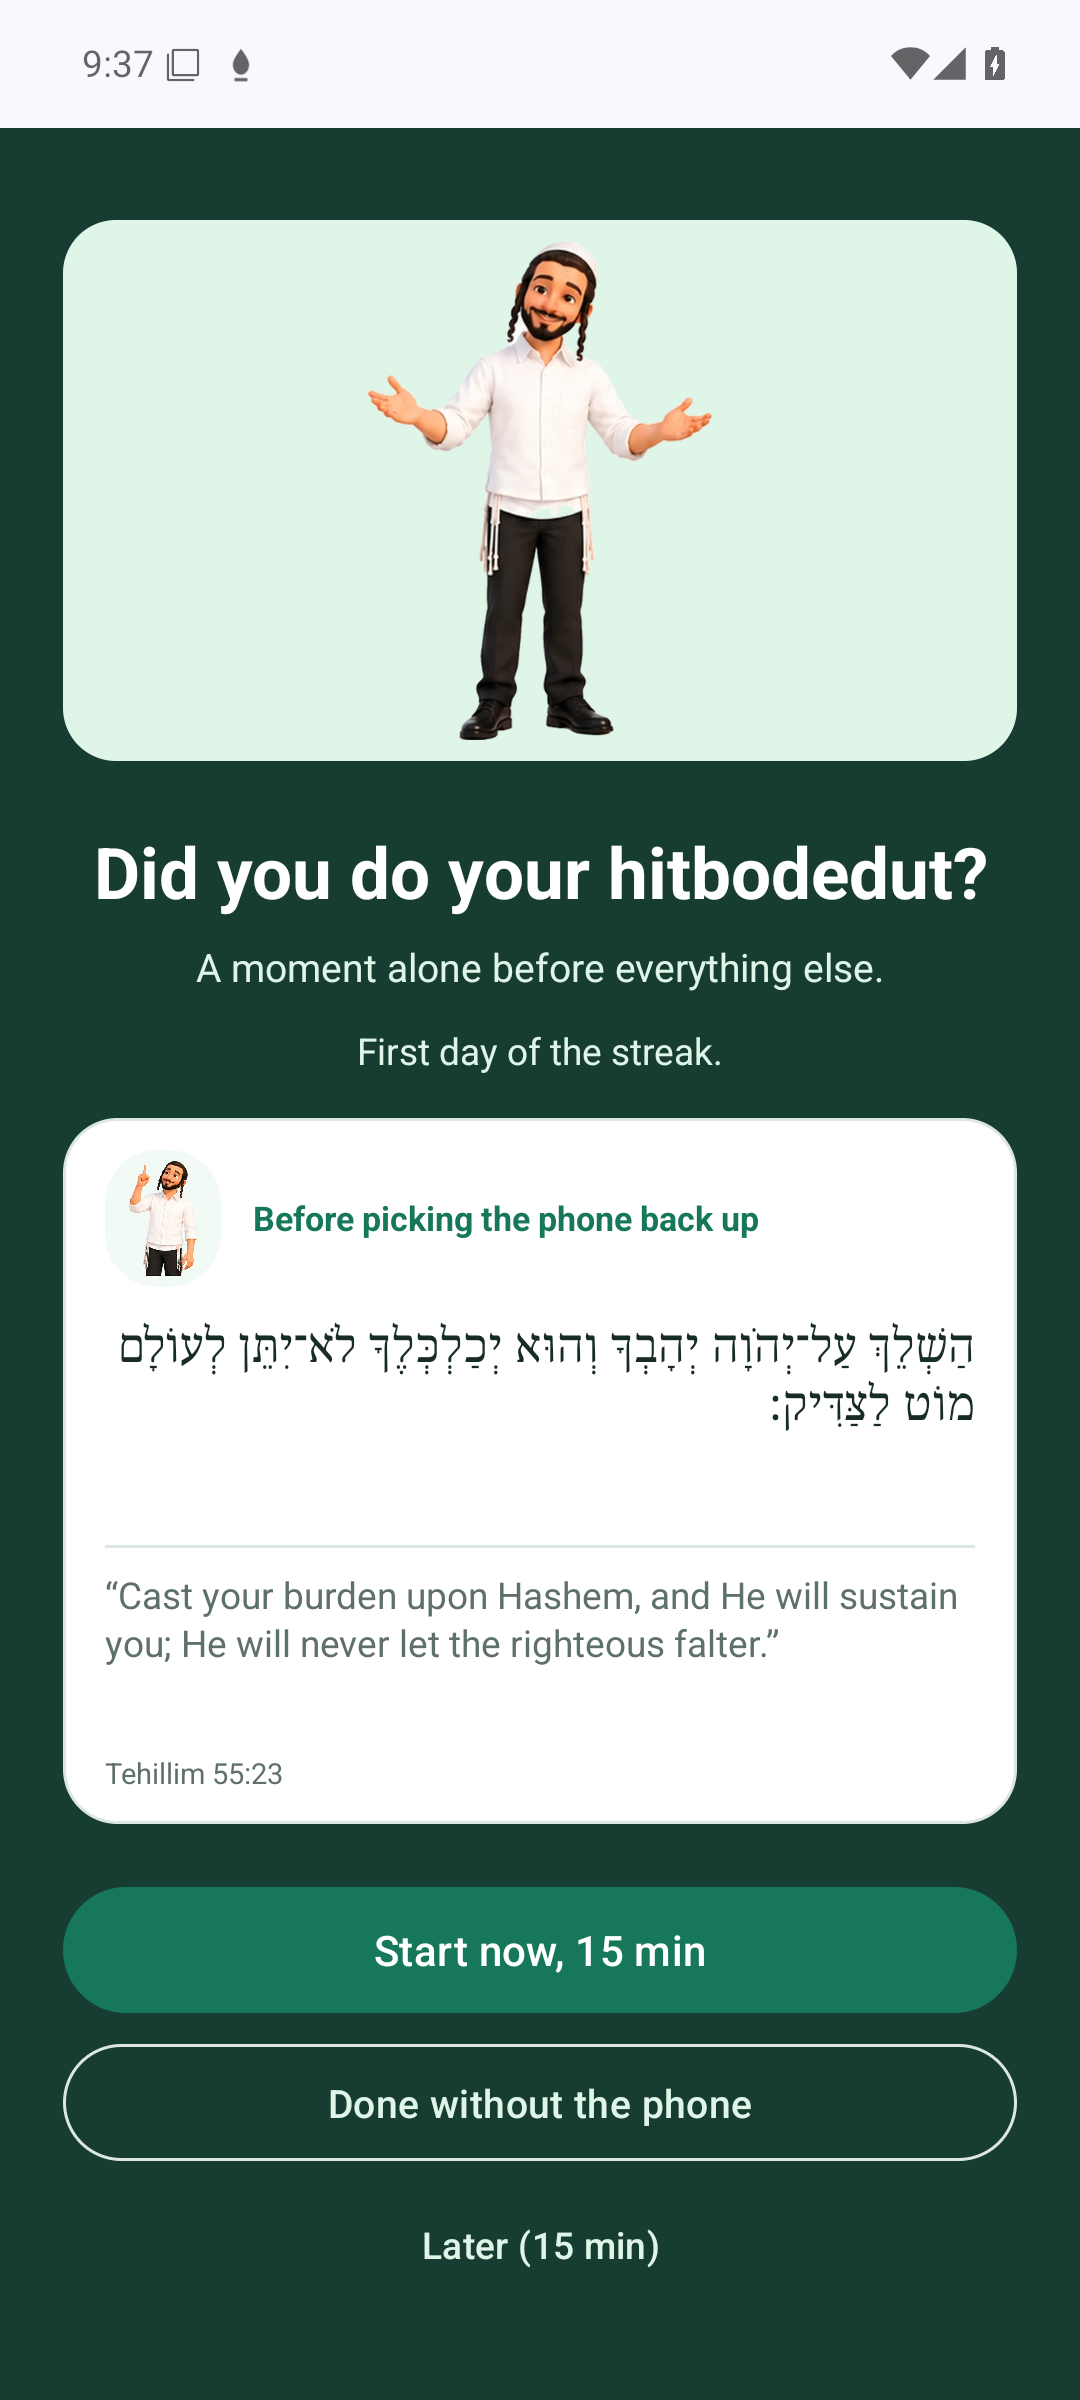 9:37
Did you do your hitbodedut?
A moment alone before everything else.
First day of the streak.
Before picking the phone back up
הַשְׁלֵךְ עַל־יְהֹוָה יְהָבְךָ וְהוּא יְכַלְכְּלֶךָ לֹא־יִתֵּן לְעוֹלָם
מוֹט לַצַּדִּיק:
“Cast your burden upon Hashem, and He will sustain
you; He will never let the righteous falter.”
Tehillim 55:23
Start now, 15 min
Done without the phone
Later (15 min)